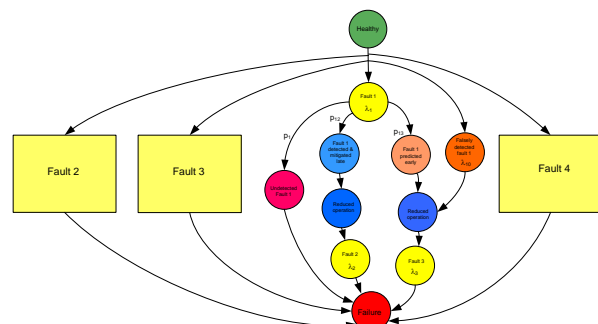 Healthy
Fault 1
λ1
P1
P12
P13
Fault 2
Fault 3
Fault 1
detected &
mitigated
late
Fault 1
predicted
early
Falsely
detected
fault 1
λ10
Fault 4
Undetected
Fault 1
Reduced
operation
Reduced
operation
Fault 2
λ2
Fault 3
λ3
Failure